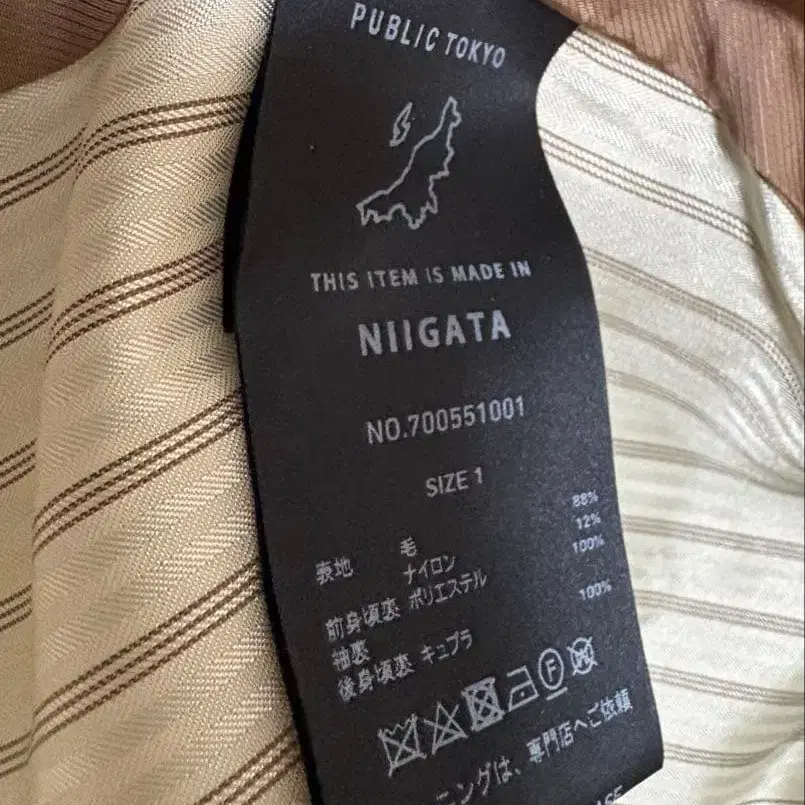 PUBLIC TOKYO
THIS ITEM IS MADE IN
NIIGATA
NO.700551001
SIZE 1
表地 毛 88%
ナイロン 12%
前身頃裏 ポリエステル 100%
袖裏
後身頃裏 キュプラ 100%
ニングは、専門店へご依頼
SE